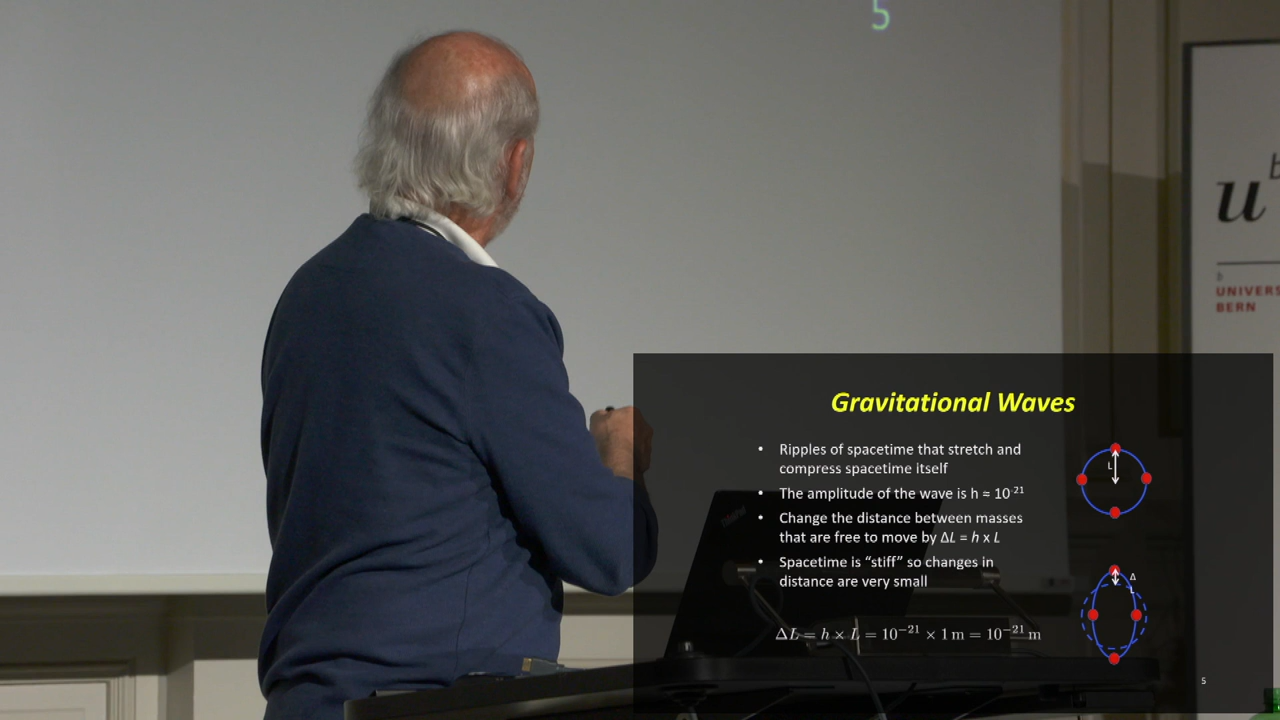 5
u b
b
UNIVERS
BERN
Gravitational Waves
• Ripples of spacetime that stretch and
compress spacetime itself
• The amplitude of the wave is h ≈ 10⁻²¹
• Change the distance between masses
that are free to move by ΔL = h x L
• Spacetime is “stiff” so changes in
distance are very small
ΔL = h × L = 10⁻²¹ × 1 m = 10⁻²¹ m
L
Δ
L
ThinkPad
5